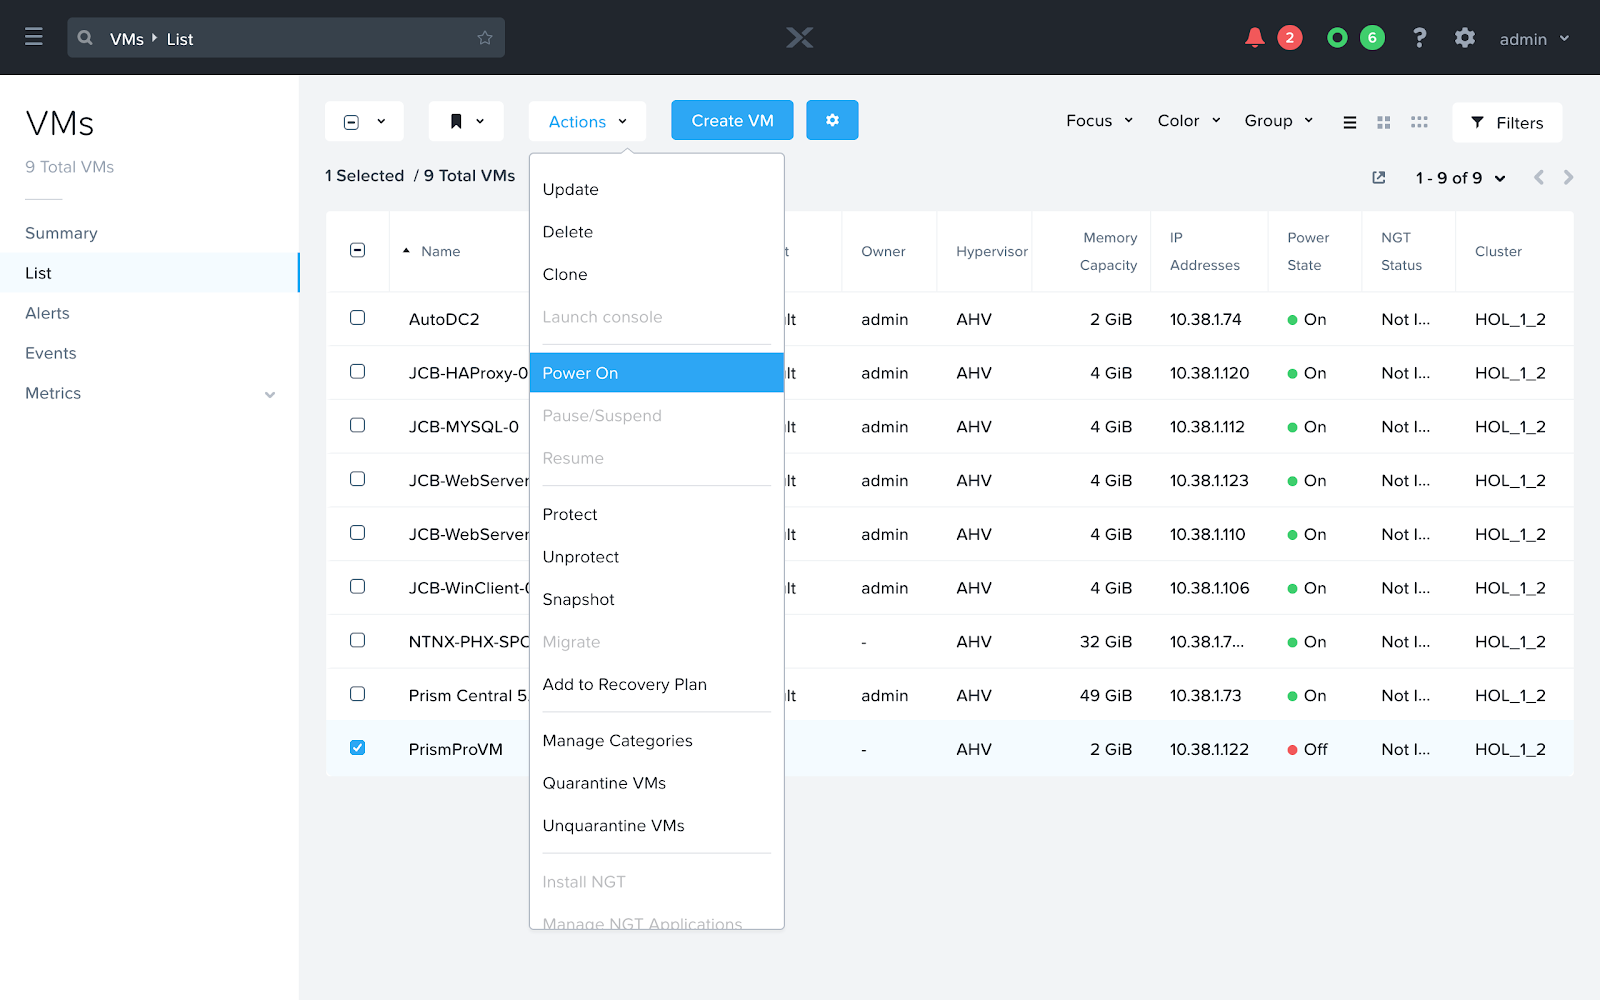 VMs ‣ List
2
6
?
admin
VMs
9 Total VMs
Summary
List
Alerts
Events
Metrics
Actions
Create VM
Focus
Color
Group
Filters
1 Selected / 9 Total VMs
1 - 9 of 9
Update
Delete
Clone
Launch console
Power On
Pause/Suspend
Resume
Protect
Unprotect
Snapshot
Migrate
Add to Recovery Plan
Manage Categories
Quarantine VMs
Unquarantine VMs
Install NGT
Manage NGT Applications
Name t Owner Hypervisor Memory Capacity IP Addresses Power State NGT Status Cluster
AutoDC2 lt admin AHV 2 GiB 10.38.1.74 On Not I... HOL_1_2
JCB-HAProxy-0 lt admin AHV 4 GiB 10.38.1.120 On Not I... HOL_1_2
JCB-MYSQL-0 lt admin AHV 4 GiB 10.38.1.112 On Not I... HOL_1_2
JCB-WebServer lt admin AHV 4 GiB 10.38.1.123 On Not I... HOL_1_2
JCB-WebServer lt admin AHV 4 GiB 10.38.1.110 On Not I... HOL_1_2
JCB-WinClient-0 lt admin AHV 4 GiB 10.38.1.106 On Not I... HOL_1_2
NTNX-PHX-SPO - AHV 32 GiB 10.38.1.7... On Not I... HOL_1_2
Prism Central 5. lt admin AHV 49 GiB 10.38.1.73 On Not I... HOL_1_2
PrismProVM - AHV 2 GiB 10.38.1.122 Off Not I... HOL_1_2